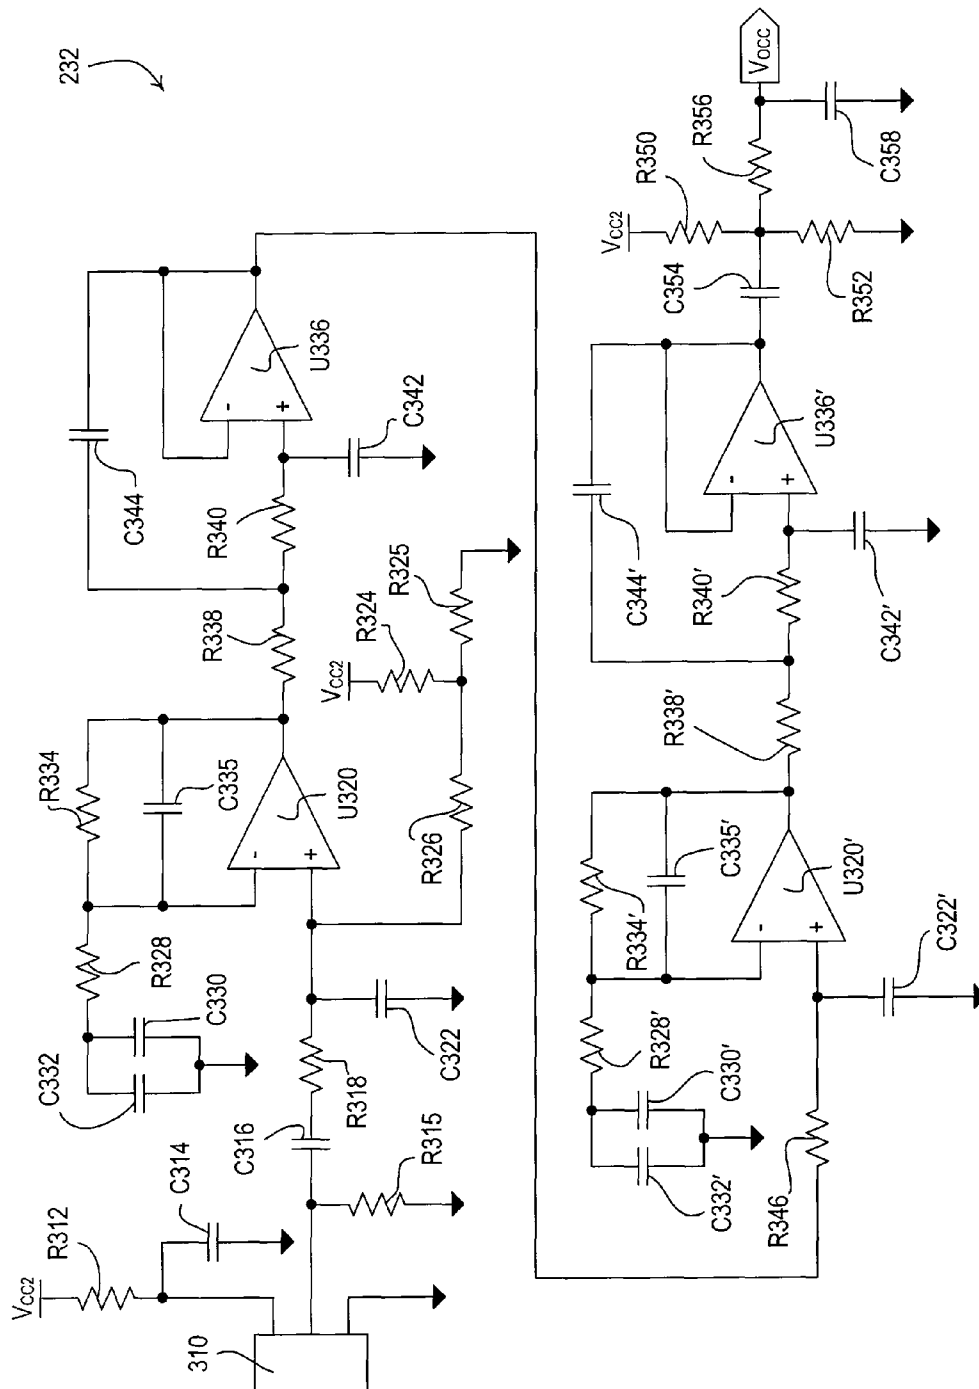 232
C344
U336
R334
C335
R338
R340
C342
R328
C330
C332
U320
-
+
-
+
VCC2
R324
R325
R326
C322
R318
C316
R315
C314
R312
VCC2
310
VOCC
R356
R350
VCC2
C354
R352
C358
C344'
U336'
-
+
R340'
C342'
R338'
R334'
C335'
U320'
-
+
R328'
C330'
C332'
C322'
R346